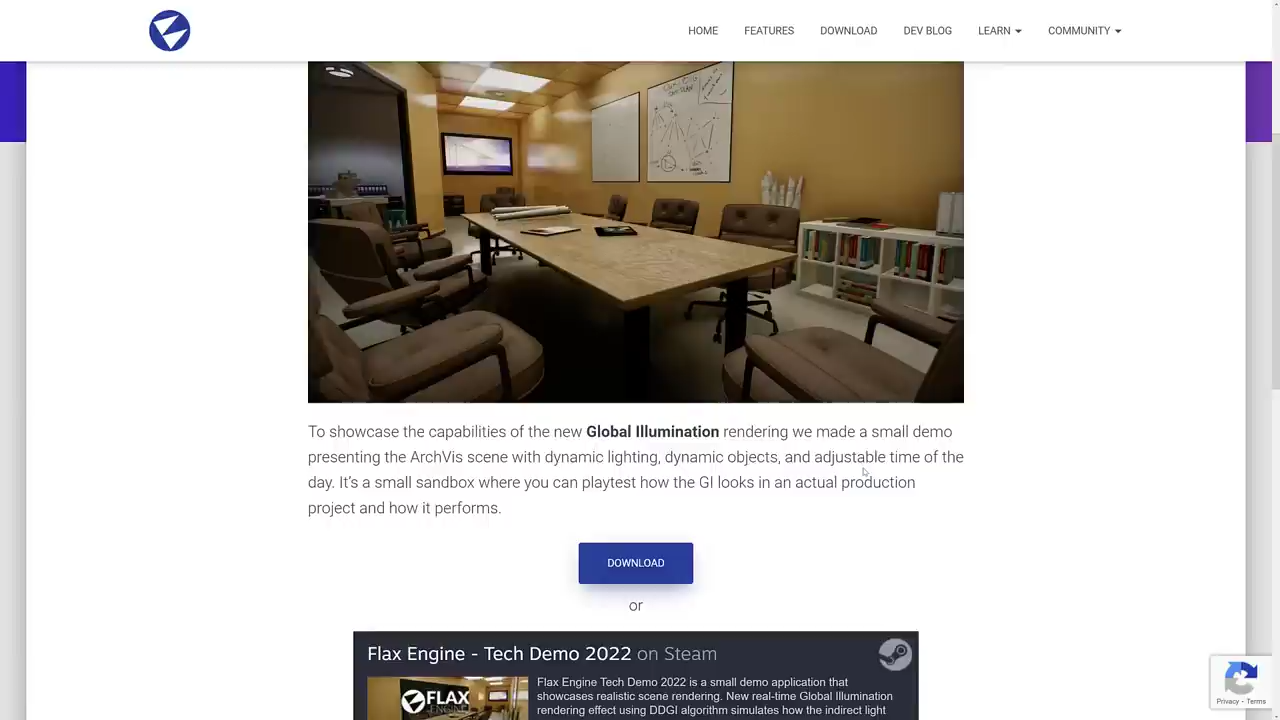 HOME FEATURES DOWNLOAD DEV BLOG LEARN COMMUNITY
To showcase the capabilities of the new Global Illumination rendering we made a small demo
presenting the ArchVis scene with dynamic lighting, dynamic objects, and adjustable time of the
day. It’s a small sandbox where you can playtest how the GI looks in an actual production
project and how it performs.
DOWNLOAD
or
Flax Engine - Tech Demo 2022 on Steam
FLAX
ENGINE
Flax Engine Tech Demo 2022 is a small demo application that
showcases realistic scene rendering. New real-time Global Illumination
rendering effect using DDGI algorithm simulates how the indirect light
Privacy - Terms